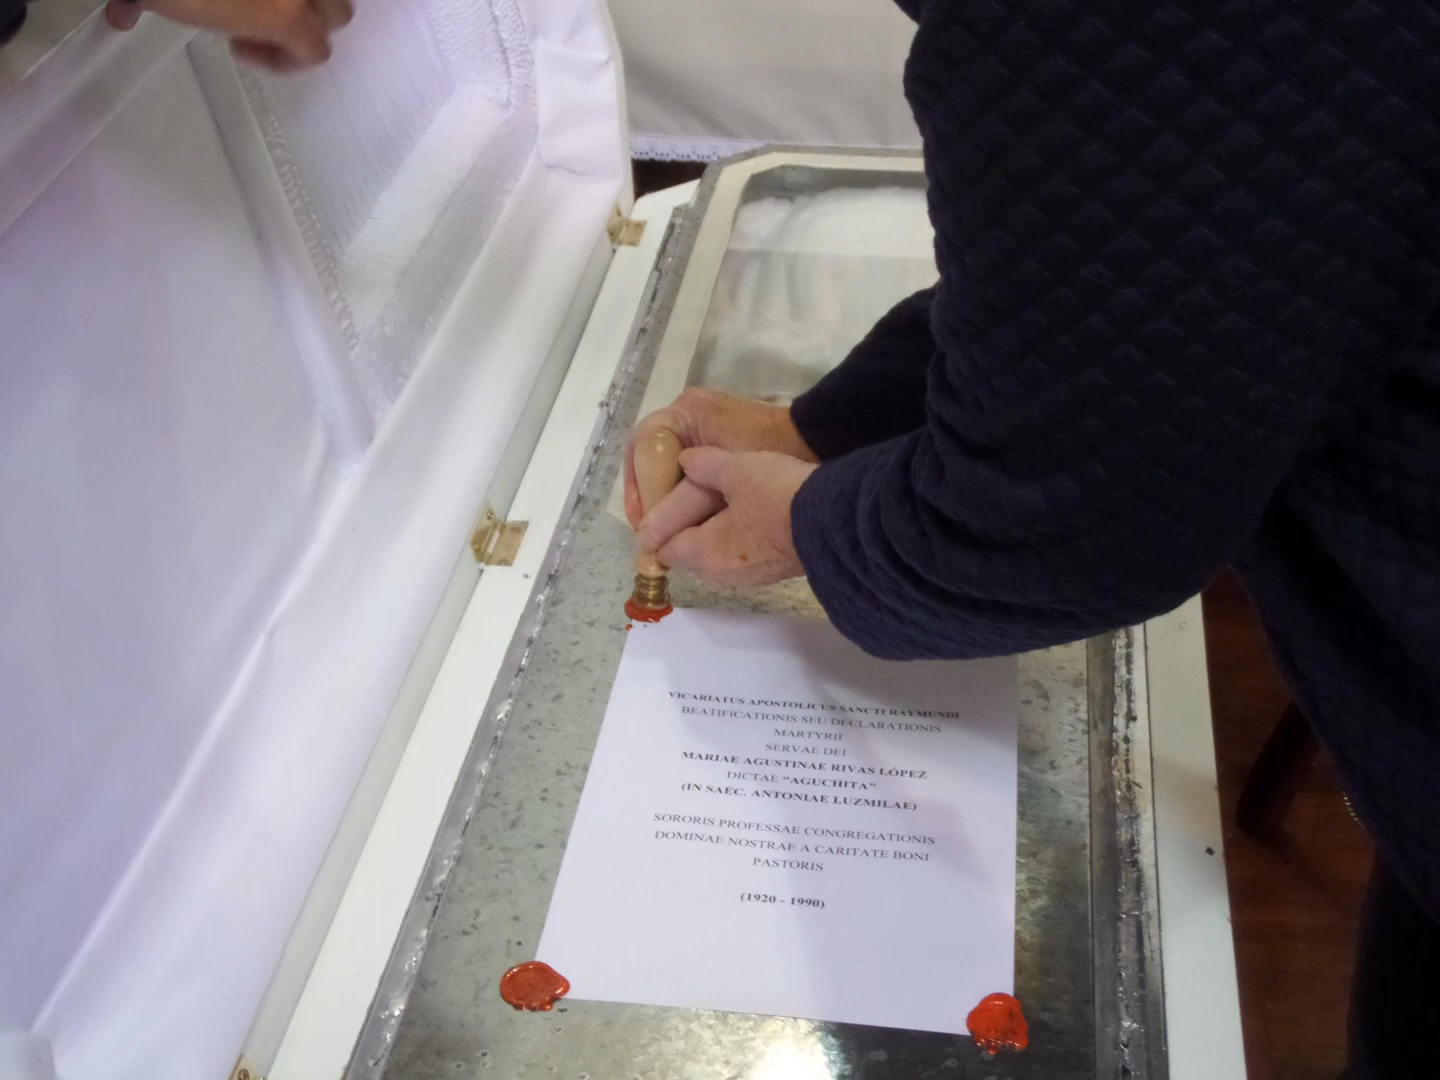 VICARIATUS APOSTOLICUS SANCTI RAYMUNDI
BEATIFICATIONIS SEU DECLARATIONIS
MARTYRII
SERVAE DEI
MARIAE AGUSTINAE RIVAS LÓPEZ
DICTAE “AGUCHITA”
(IN SAEC. ANTONIAE LUZMILAE)
SORORIS PROFESSAE CONGREGATIONIS
DOMINAE NOSTRAE A CARITATE BONI
PASTORIS
(1920 - 1990)